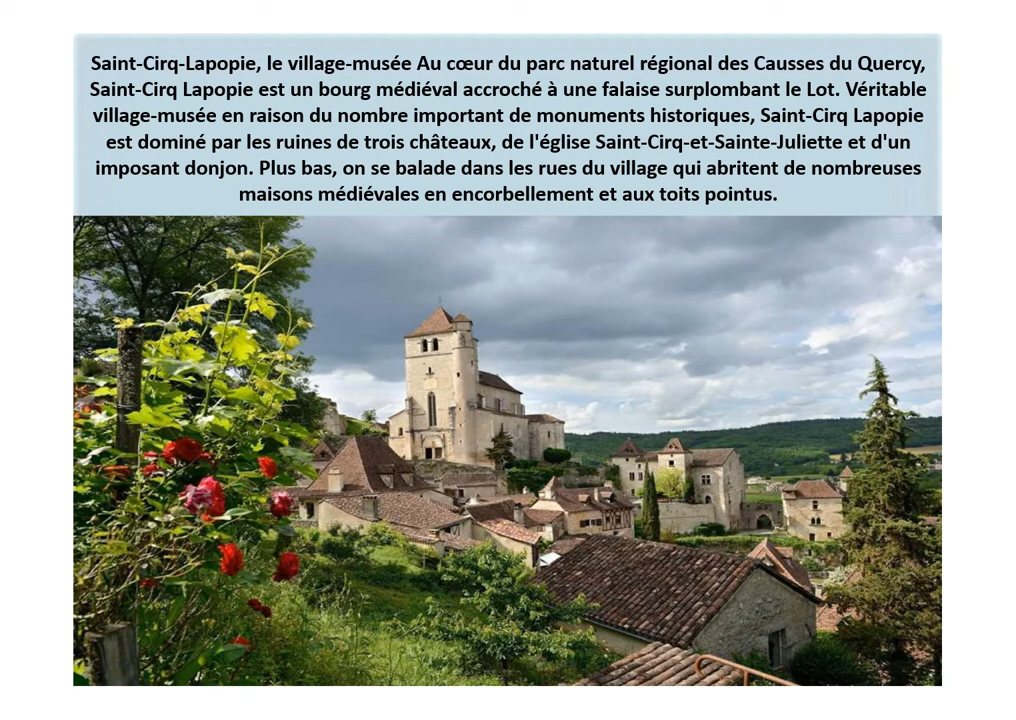 Saint-Cirq-Lapopie, le village-musée Au cœur du parc naturel régional des Causses du Quercy,
Saint-Cirq Lapopie est un bourg médiéval accroché à une falaise surplombant le Lot. Véritable
village-musée en raison du nombre important de monuments historiques, Saint-Cirq Lapopie
est dominé par les ruines de trois châteaux, de l'église Saint-Cirq-et-Sainte-Juliette et d'un
imposant donjon. Plus bas, on se balade dans les rues du village qui abritent de nombreuses
maisons médiévales en encorbellement et aux toits pointus.